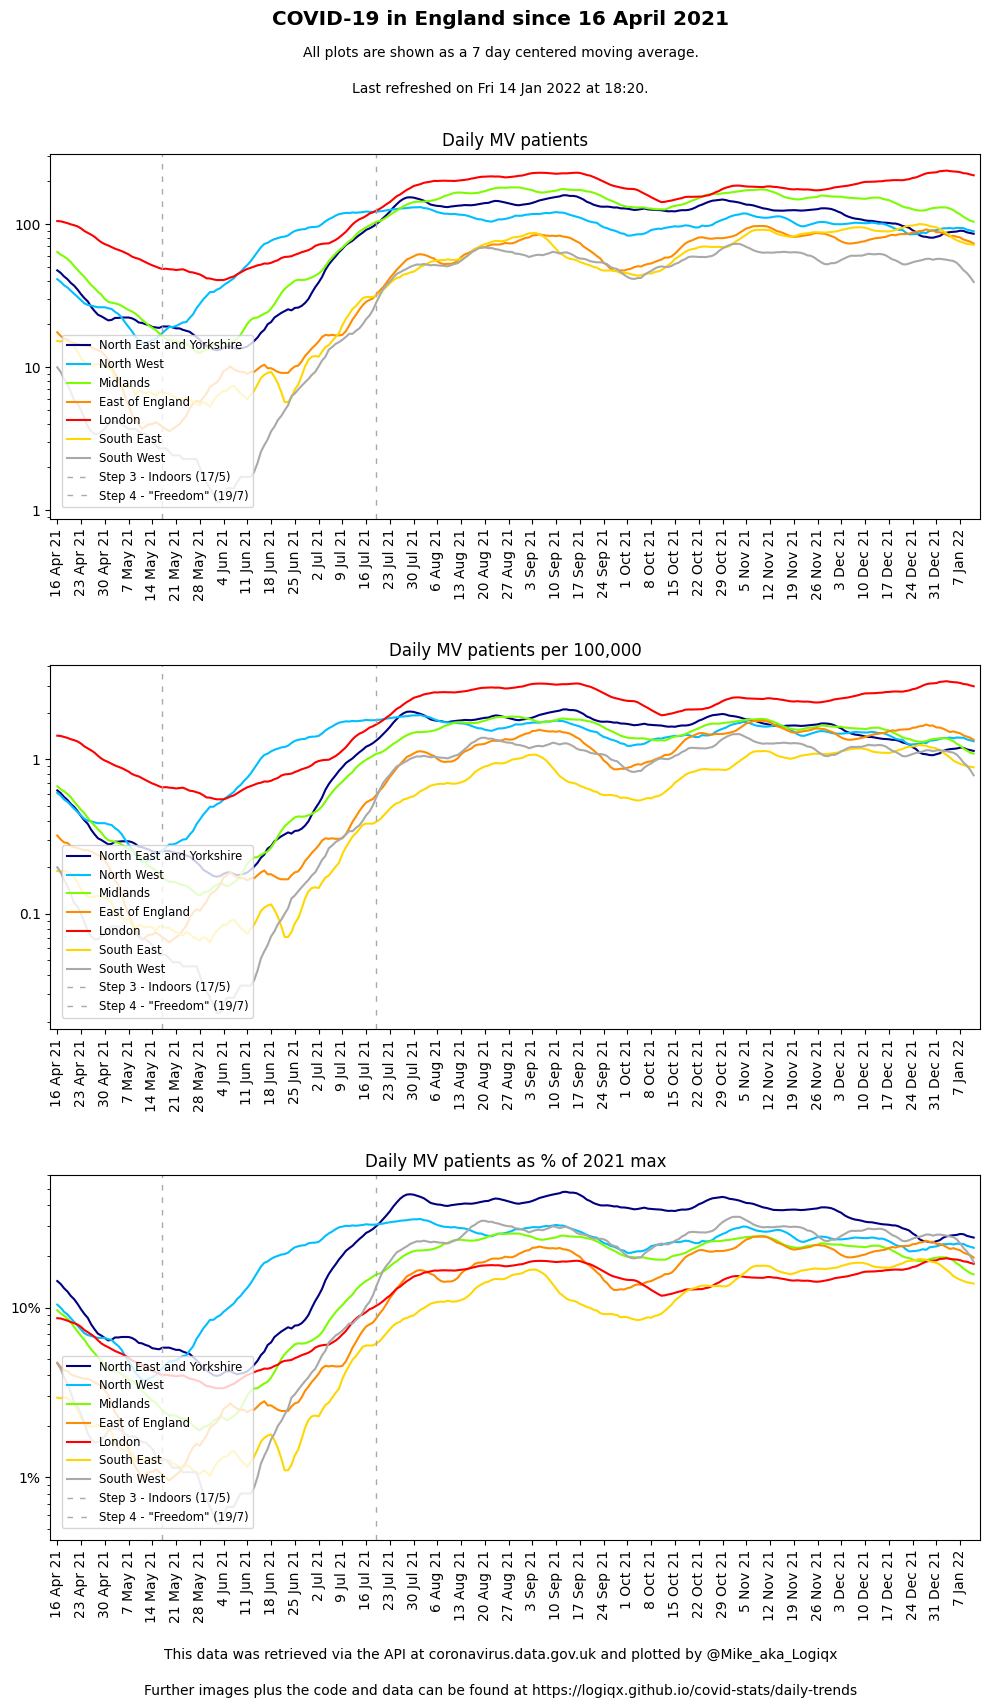 COVID-19 in England since 16 April 2021
All plots are shown as a 7 day centered moving average.
Last refreshed on Fri 14 Jan 2022 at 18:20.
Daily MV patients
100
10
1
North East and Yorkshire
North West
Midlands
East of England
London
South East
South West
Step 3 - Indoors (17/5)
Step 4 - "Freedom" (19/7)
16 Apr 21
23 Apr 21
30 Apr 21
7 May 21
14 May 21
21 May 21
28 May 21
4 Jun 21
11 Jun 21
18 Jun 21
25 Jun 21
2 Jul 21
9 Jul 21
16 Jul 21
23 Jul 21
30 Jul 21
6 Aug 21
13 Aug 21
20 Aug 21
27 Aug 21
3 Sep 21
10 Sep 21
17 Sep 21
24 Sep 21
1 Oct 21
8 Oct 21
15 Oct 21
22 Oct 21
29 Oct 21
5 Nov 21
12 Nov 21
19 Nov 21
26 Nov 21
3 Dec 21
10 Dec 21
17 Dec 21
24 Dec 21
31 Dec 21
7 Jan 22
Daily MV patients per 100,000
1
0.1
North East and Yorkshire
North West
Midlands
East of England
London
South East
South West
Step 3 - Indoors (17/5)
Step 4 - "Freedom" (19/7)
16 Apr 21
23 Apr 21
30 Apr 21
7 May 21
14 May 21
21 May 21
28 May 21
4 Jun 21
11 Jun 21
18 Jun 21
25 Jun 21
2 Jul 21
9 Jul 21
16 Jul 21
23 Jul 21
30 Jul 21
6 Aug 21
13 Aug 21
20 Aug 21
27 Aug 21
3 Sep 21
10 Sep 21
17 Sep 21
24 Sep 21
1 Oct 21
8 Oct 21
15 Oct 21
22 Oct 21
29 Oct 21
5 Nov 21
12 Nov 21
19 Nov 21
26 Nov 21
3 Dec 21
10 Dec 21
17 Dec 21
24 Dec 21
31 Dec 21
7 Jan 22
Daily MV patients as % of 2021 max
10%
1%
North East and Yorkshire
North West
Midlands
East of England
London
South East
South West
Step 3 - Indoors (17/5)
Step 4 - "Freedom" (19/7)
16 Apr 21
23 Apr 21
30 Apr 21
7 May 21
14 May 21
21 May 21
28 May 21
4 Jun 21
11 Jun 21
18 Jun 21
25 Jun 21
2 Jul 21
9 Jul 21
16 Jul 21
23 Jul 21
30 Jul 21
6 Aug 21
13 Aug 21
20 Aug 21
27 Aug 21
3 Sep 21
10 Sep 21
17 Sep 21
24 Sep 21
1 Oct 21
8 Oct 21
15 Oct 21
22 Oct 21
29 Oct 21
5 Nov 21
12 Nov 21
19 Nov 21
26 Nov 21
3 Dec 21
10 Dec 21
17 Dec 21
24 Dec 21
31 Dec 21
7 Jan 22
This data was retrieved via the API at coronavirus.data.gov.uk and plotted by @Mike_aka_Logiqx
Further images plus the code and data can be found at https://logiqx.github.io/covid-stats/daily-trends